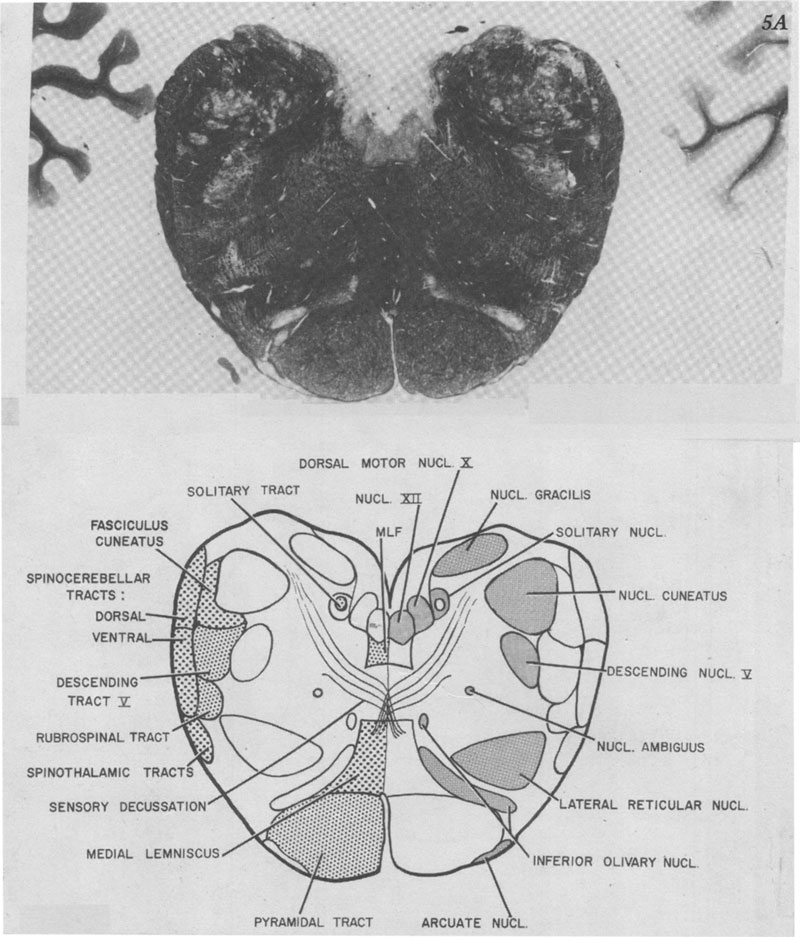 5A
DORSAL MOTOR NUCL. X
SOLITARY TRACT
NUCL. XII
NUCL. GRACILIS
FASCICULUS
CUNEATUS
MLF
SOLITARY NUCL.
SPINOCEREBELLAR
TRACTS:
NUCL. CUNEATUS
DORSAL
VENTRAL
DESCENDING
TRACT V
DESCENDING NUCL. V
RUBROSPINAL TRACT
NUCL. AMBIGUUS
SPINOTHALAMIC TRACTS
SENSORY DECUSSATION
LATERAL RETICULAR NUCL.
MEDIAL LEMNISCUS
INFERIOR OLIVARY NUCL.
PYRAMIDAL TRACT
ARCUATE NUCL.